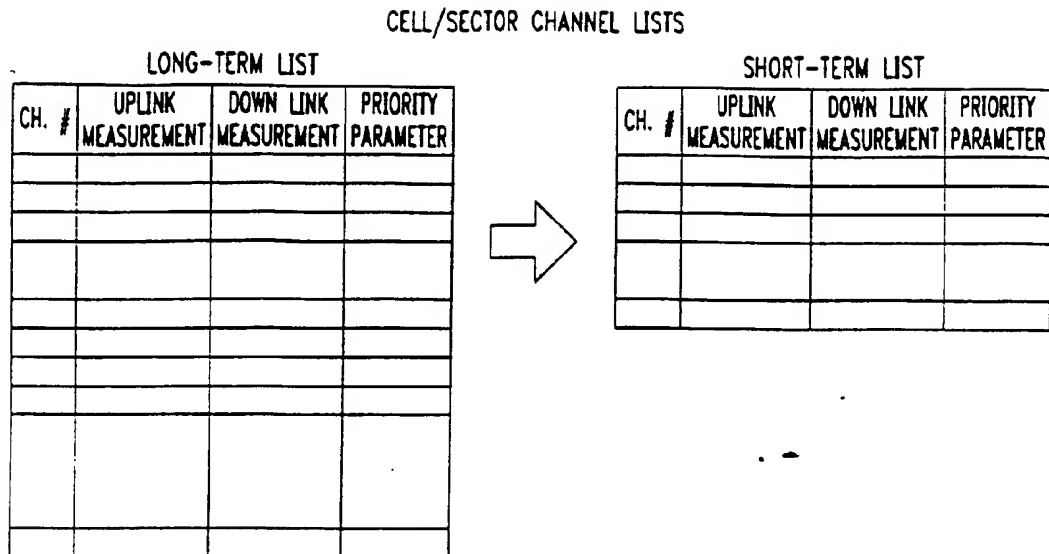 CELL/SECTOR CHANNEL LISTS
LONG-TERM LIST
CH. # UPLINK MEASUREMENT DOWN LINK MEASUREMENT PRIORITY PARAMETER
SHORT-TERM LIST
CH. # UPLINK MEASUREMENT DOWN LINK MEASUREMENT PRIORITY PARAMETER